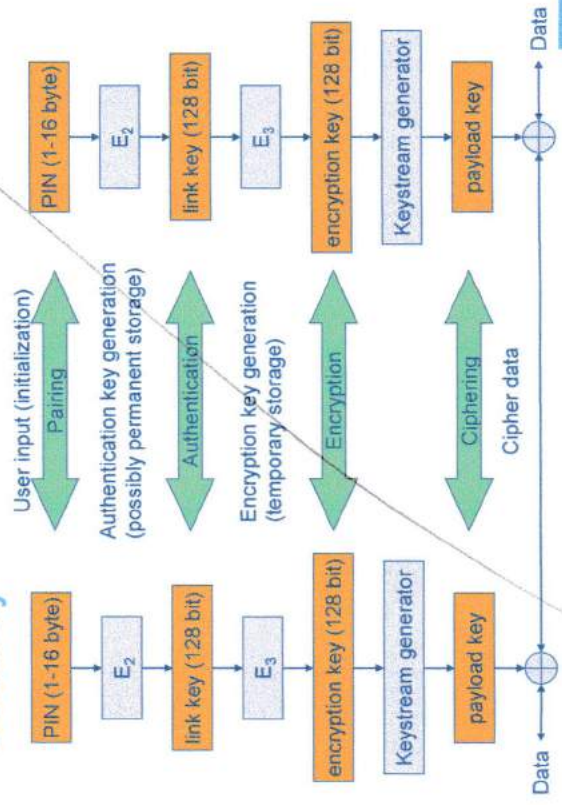 User input (initialization)
PIN (1-16 byte)
Pairing
PIN (1-16 byte)
E2
Authentication key generation
(possibly permanent storage)
E2
link key (128 bit)
Authentication
link key (128 bit)
E3
Encryption key generation
(temporary storage)
E3
encryption key (128 bit)
Encryption
encryption key (128 bit)
Keystream generator
Keystream generator
payload key
Ciphering
payload key
Cipher data
Data
Data